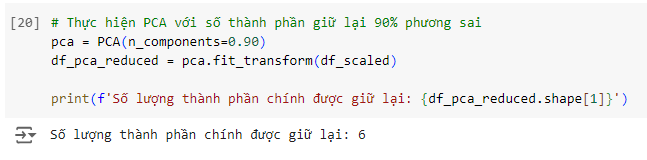 [20] # Thực hiện PCA với số thành phần giữ lại 90% phương sai
pca = PCA(n_components=0.90)
df_pca_reduced = pca.fit_transform(df_scaled)
print(f'Số lượng thành phần chính được giữ lại: {df_pca_reduced.shape[1]}')
Số lượng thành phần chính được giữ lại: 6